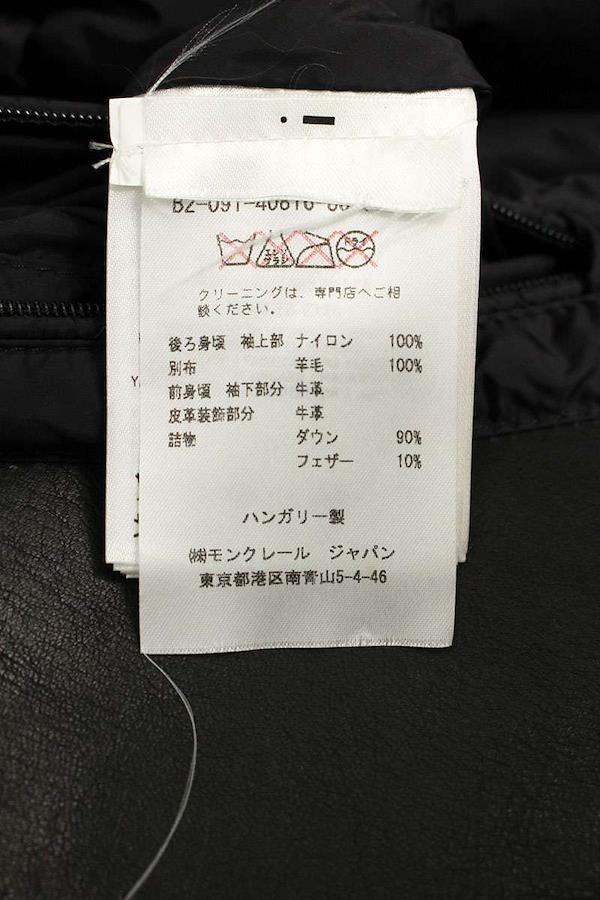 B2-091-40816
クリーニングは、専門店へご相
談ください。
後ろ身頃 袖上部 ナイロン 100%
別布 羊毛 100%
前身頃 袖下部分 牛革
皮革装飾部分 牛革
詰物 ダウン 90%
フェザー 10%
ハンガリー製
㈱モンクレール ジャパン
東京都港区南青山5-4-46